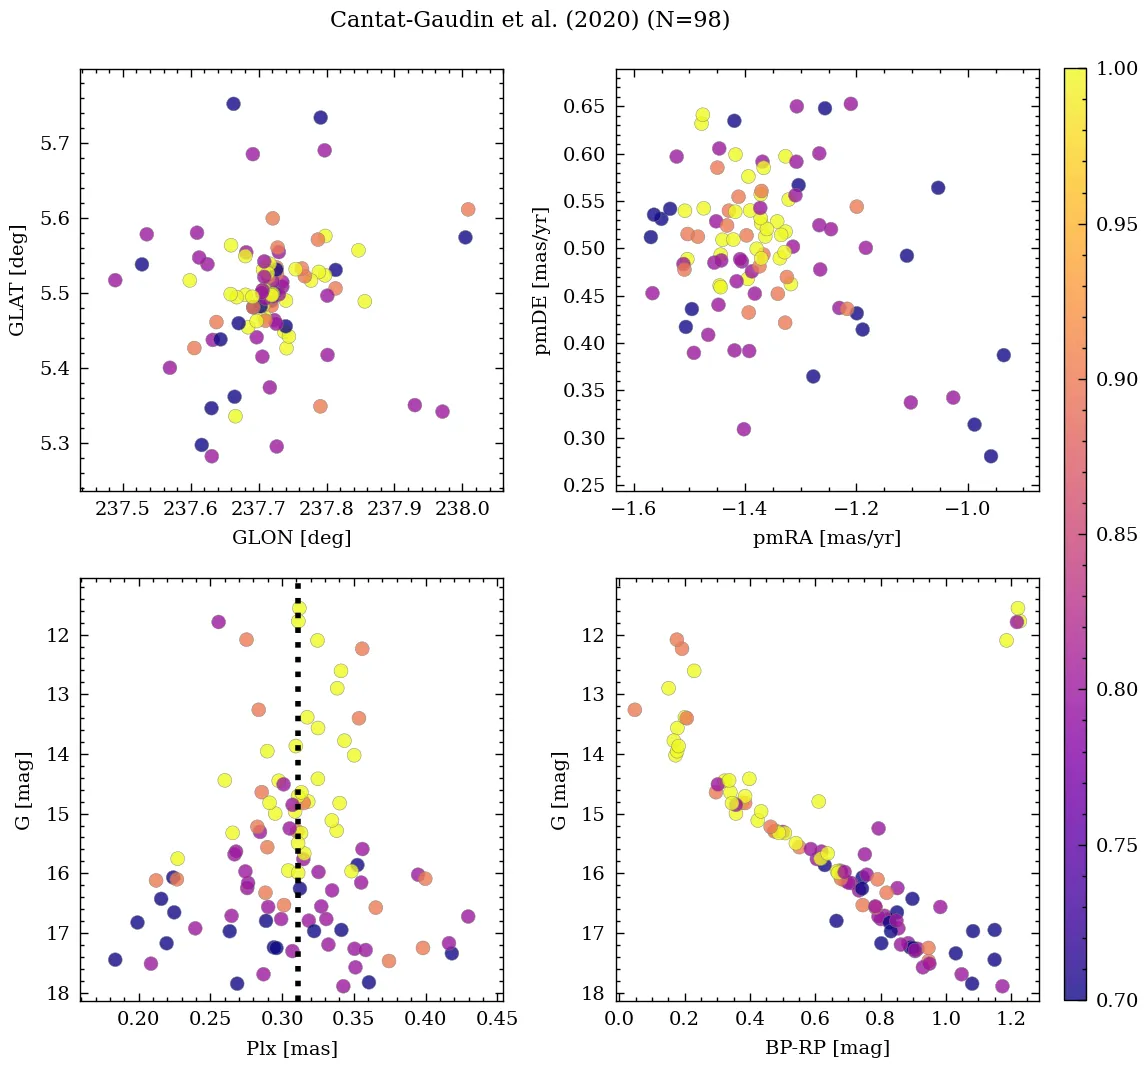 Cantat-Gaudin et al. (2020) (N=98)
GLAT [deg]
5.7
5.6
5.5
5.4
5.3
237.5 237.6 237.7 237.8 237.9 238.0
GLON [deg]
pmDE [mas/yr]
0.65
0.60
0.55
0.50
0.45
0.40
0.35
0.30
0.25
−1.6 −1.4 −1.2 −1.0
pmRA [mas/yr]
1.00
0.95
0.90
0.85
0.80
0.75
0.70
G [mag]
12
13
14
15
16
17
18
0.20 0.25 0.30 0.35 0.40 0.45
Plx [mas]
G [mag]
12
13
14
15
16
17
18
0.0 0.2 0.4 0.6 0.8 1.0 1.2
BP-RP [mag]